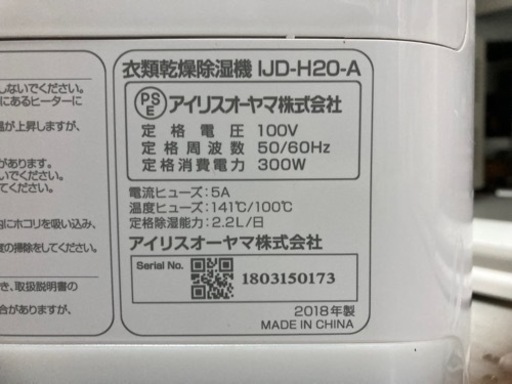 しないでください。
にあるヒーターに
温が上昇しますが、
があります。
さい。
内にホコリを吸い込み、
度の掃除をしてください。
き、取扱説明書の
合がありますが、
衣類乾燥除湿機 IJD-H20-A
PS
E アイリスオーヤマ株式会社
定格電圧 100V
定格周波数 50/60Hz
定格消費電力 300W
電流ヒューズ:5A
温度ヒューズ:141℃/100℃
定格除湿能力:2.2L/日
アイリスオーヤマ株式会社
Serial No. 1803150173
2018年製
MADE IN CHINA